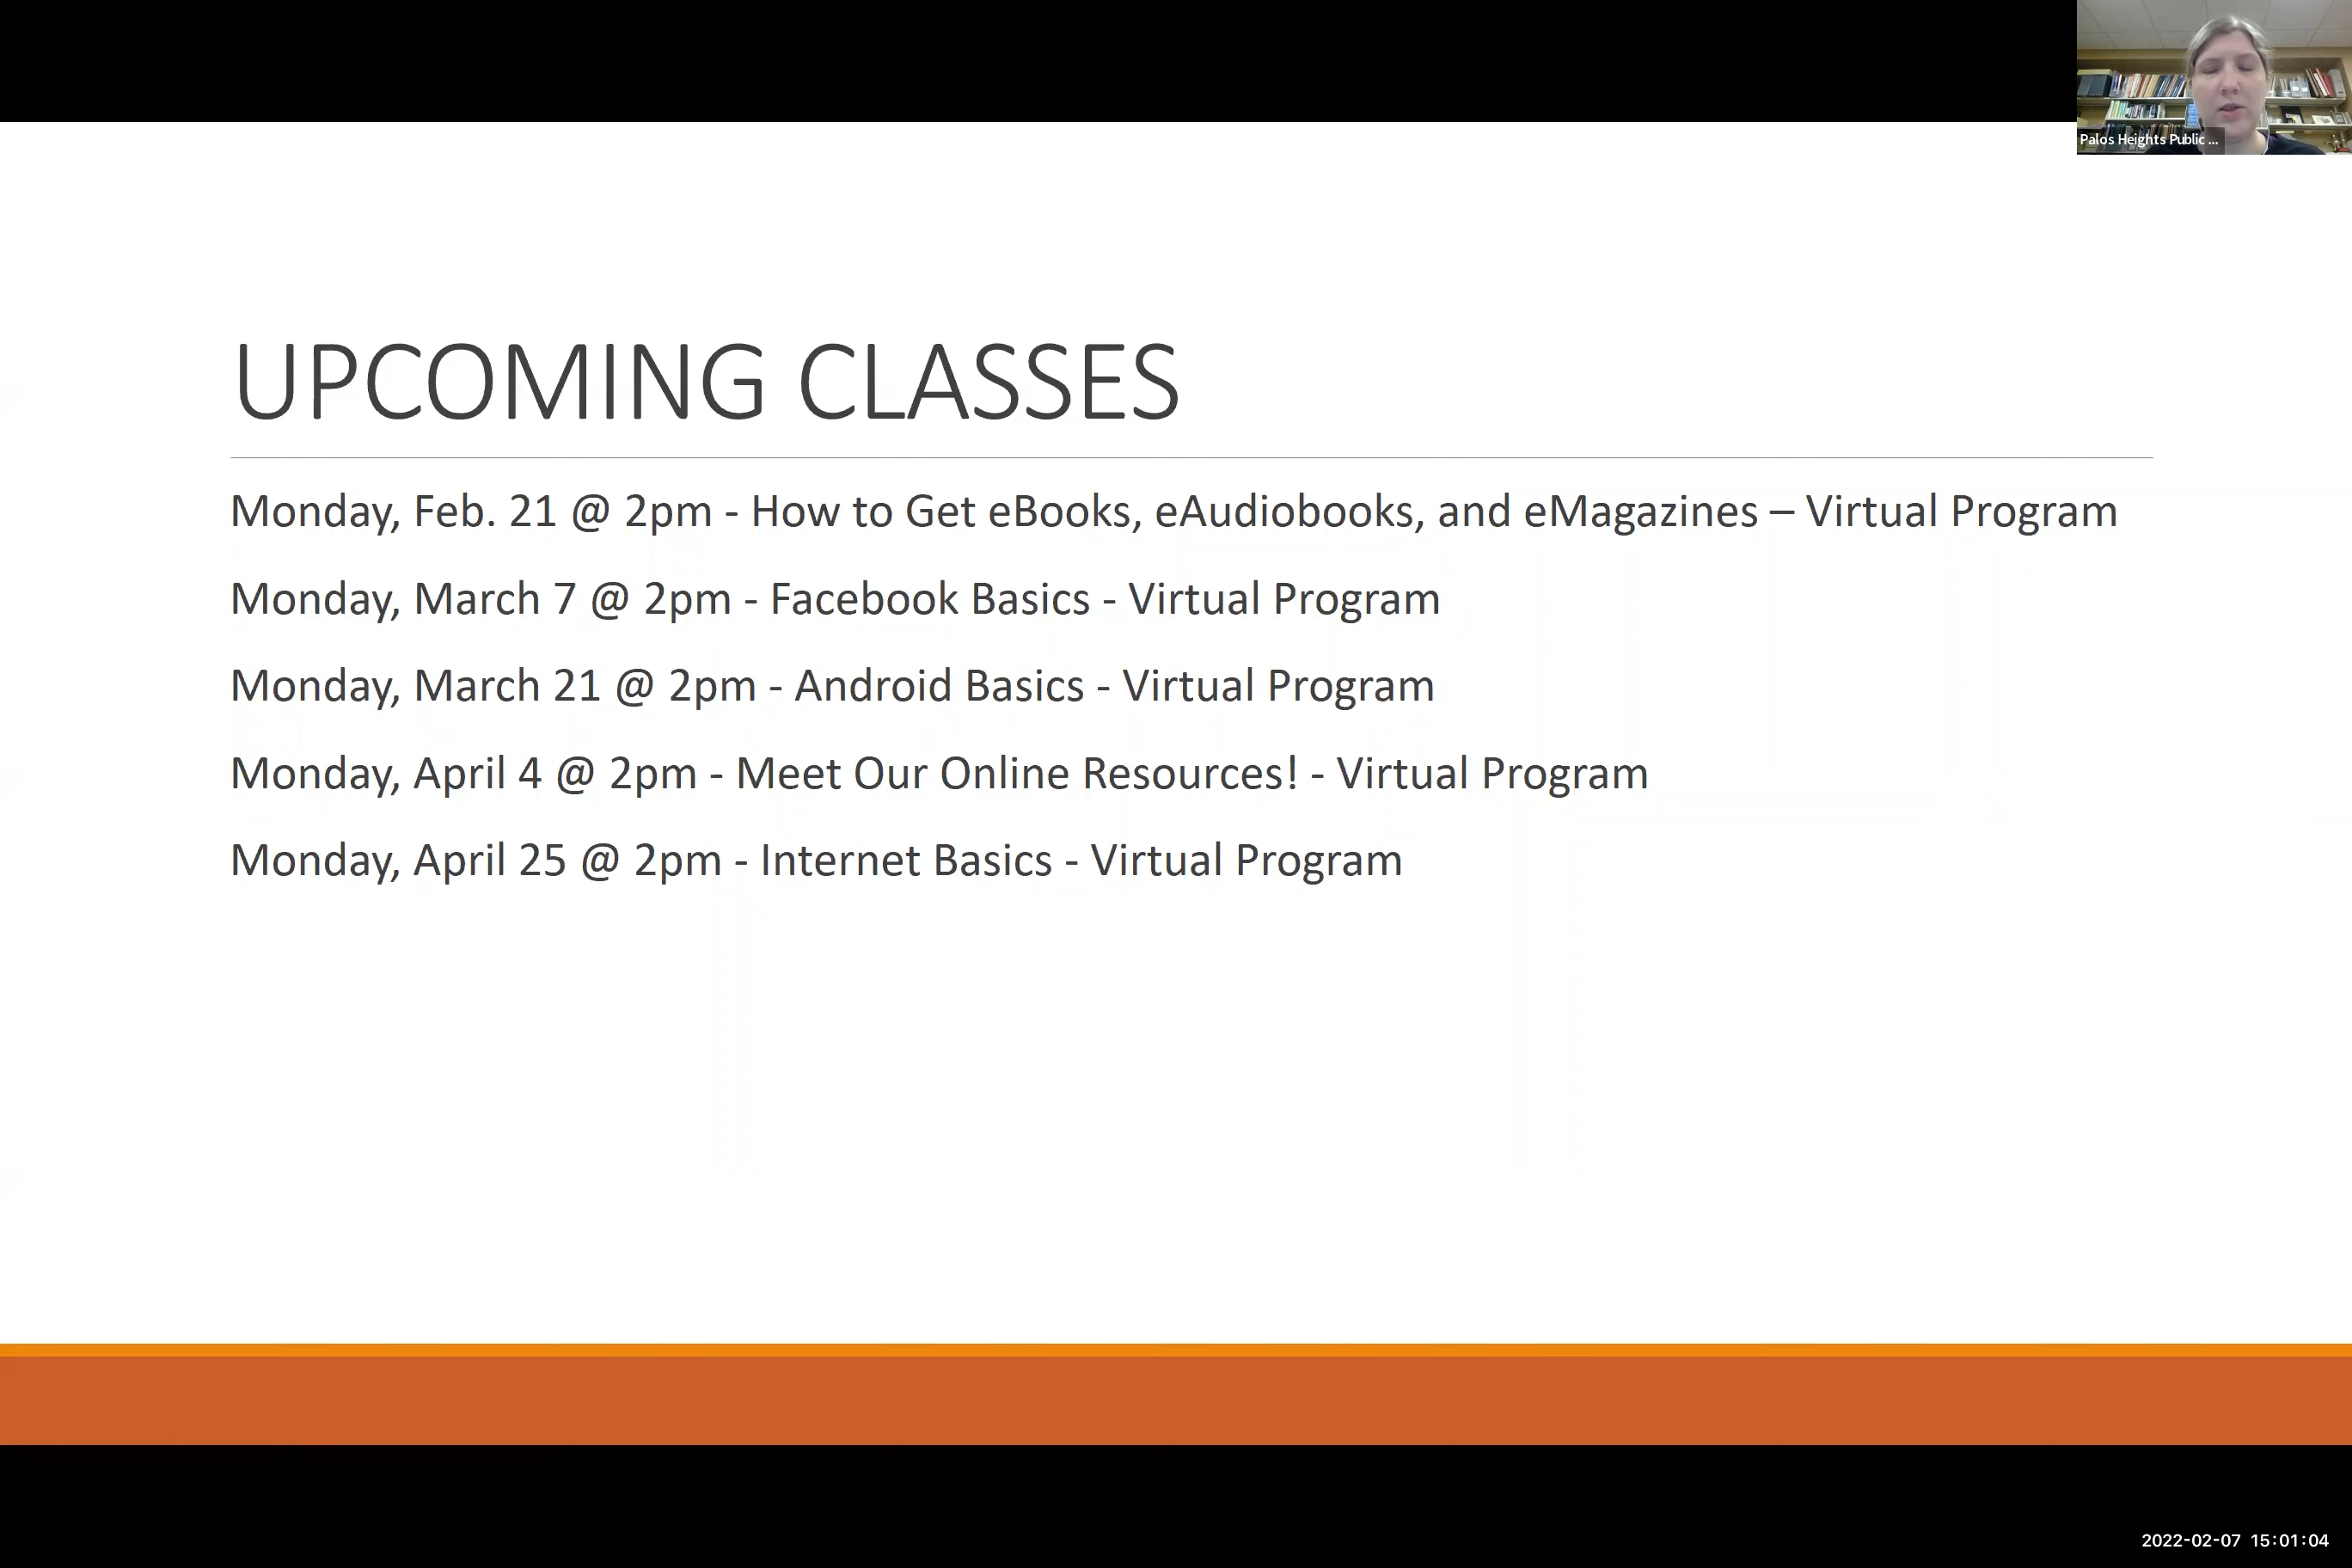 Palos Heights Public ...
UPCOMING CLASSES
Monday, Feb. 21 @ 2pm - How to Get eBooks, eAudiobooks, and eMagazines – Virtual Program
Monday, March 7 @ 2pm - Facebook Basics - Virtual Program
Monday, March 21 @ 2pm - Android Basics - Virtual Program
Monday, April 4 @ 2pm - Meet Our Online Resources! - Virtual Program
Monday, April 25 @ 2pm - Internet Basics - Virtual Program
2022-02-07 15:01:04